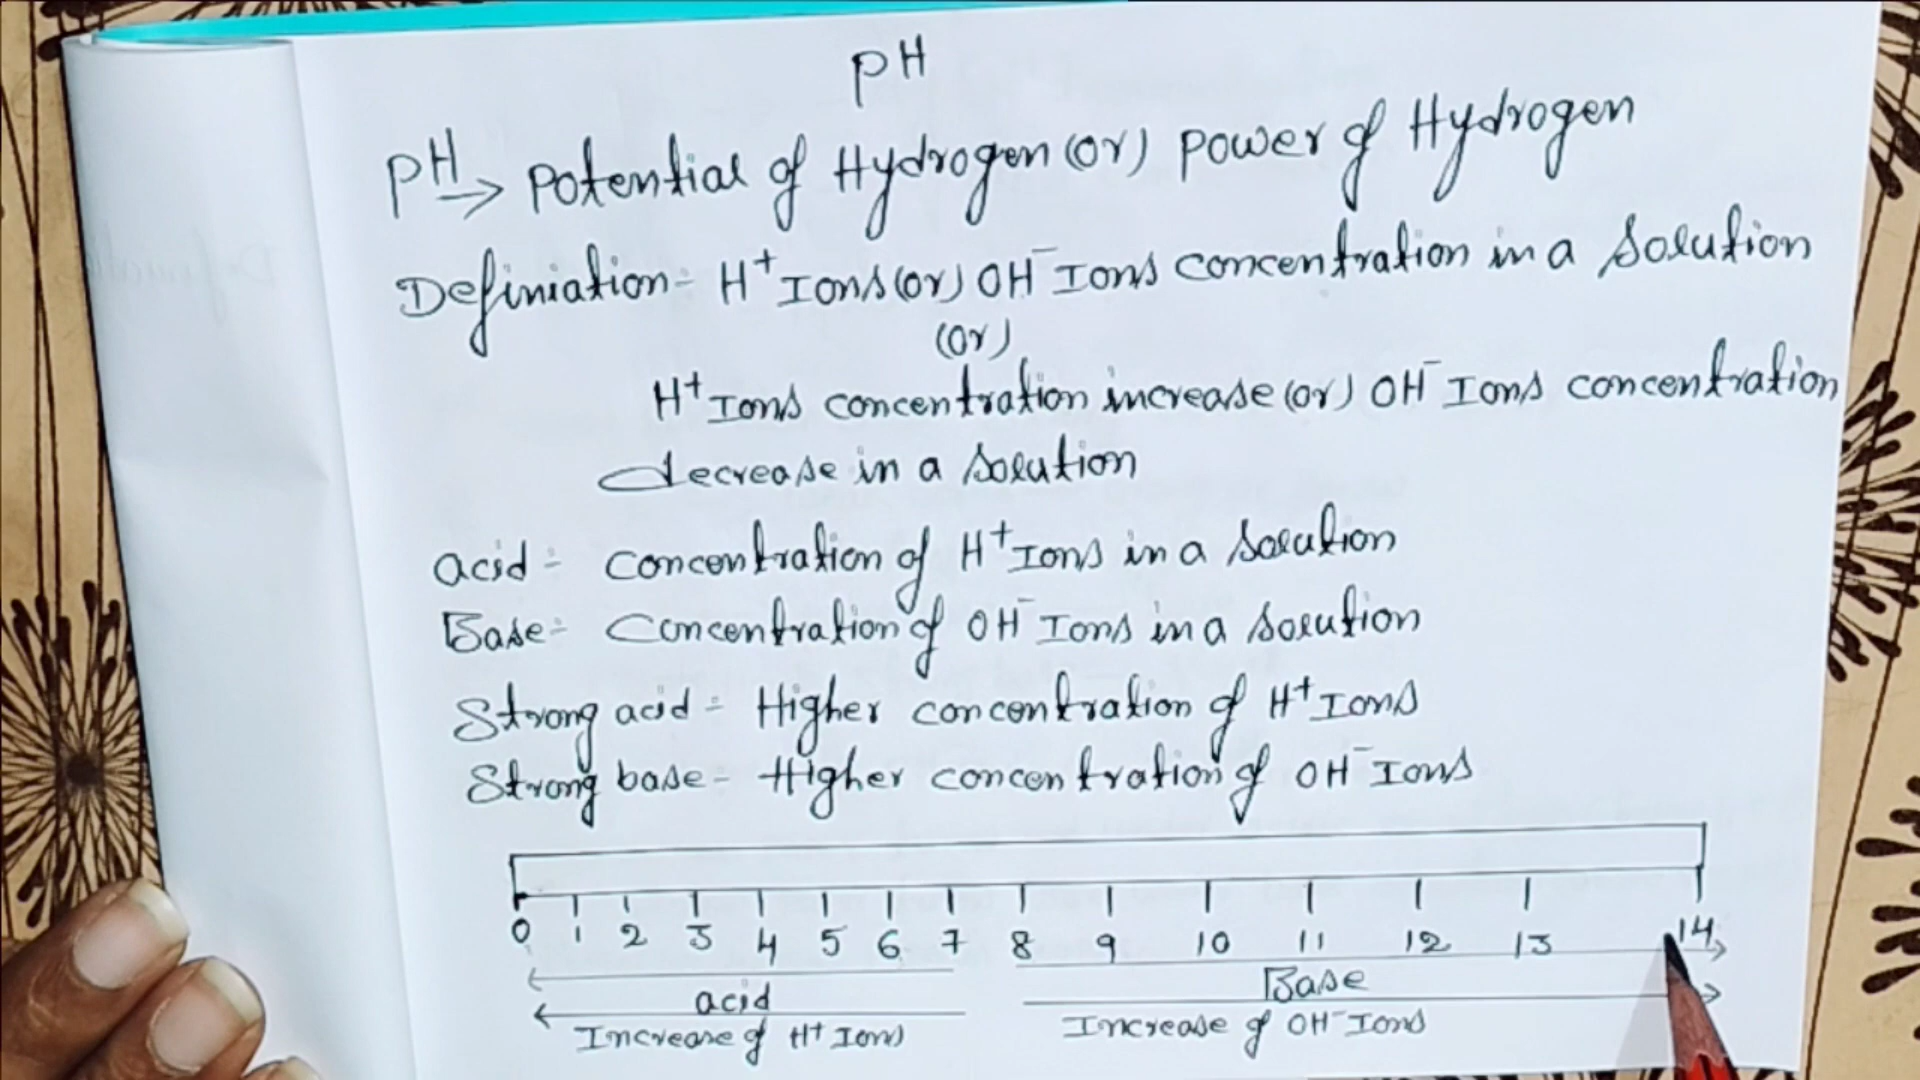 PH
PH → Potential of Hydrogen (or) Power of Hydrogen
Definiation = H⁺ Ions (or) OH⁻ Ions concentration in a solution
(or)
H⁺ Ions concentration increase (or) OH⁻ Ions concentration
decrease in a solution
acid = concentration of H⁺ Ions in a solution
Base = Concentration of OH⁻ Ions in a solution
Strong acid = Higher concentration of H⁺ Ions
Strong base = Higher concentration of OH⁻ Ions
0 1 2 3 4 5 6 7 8 9 10 11 12 13 14
acid Base
Increase of H⁺ Ions Increase of OH⁻ Ions